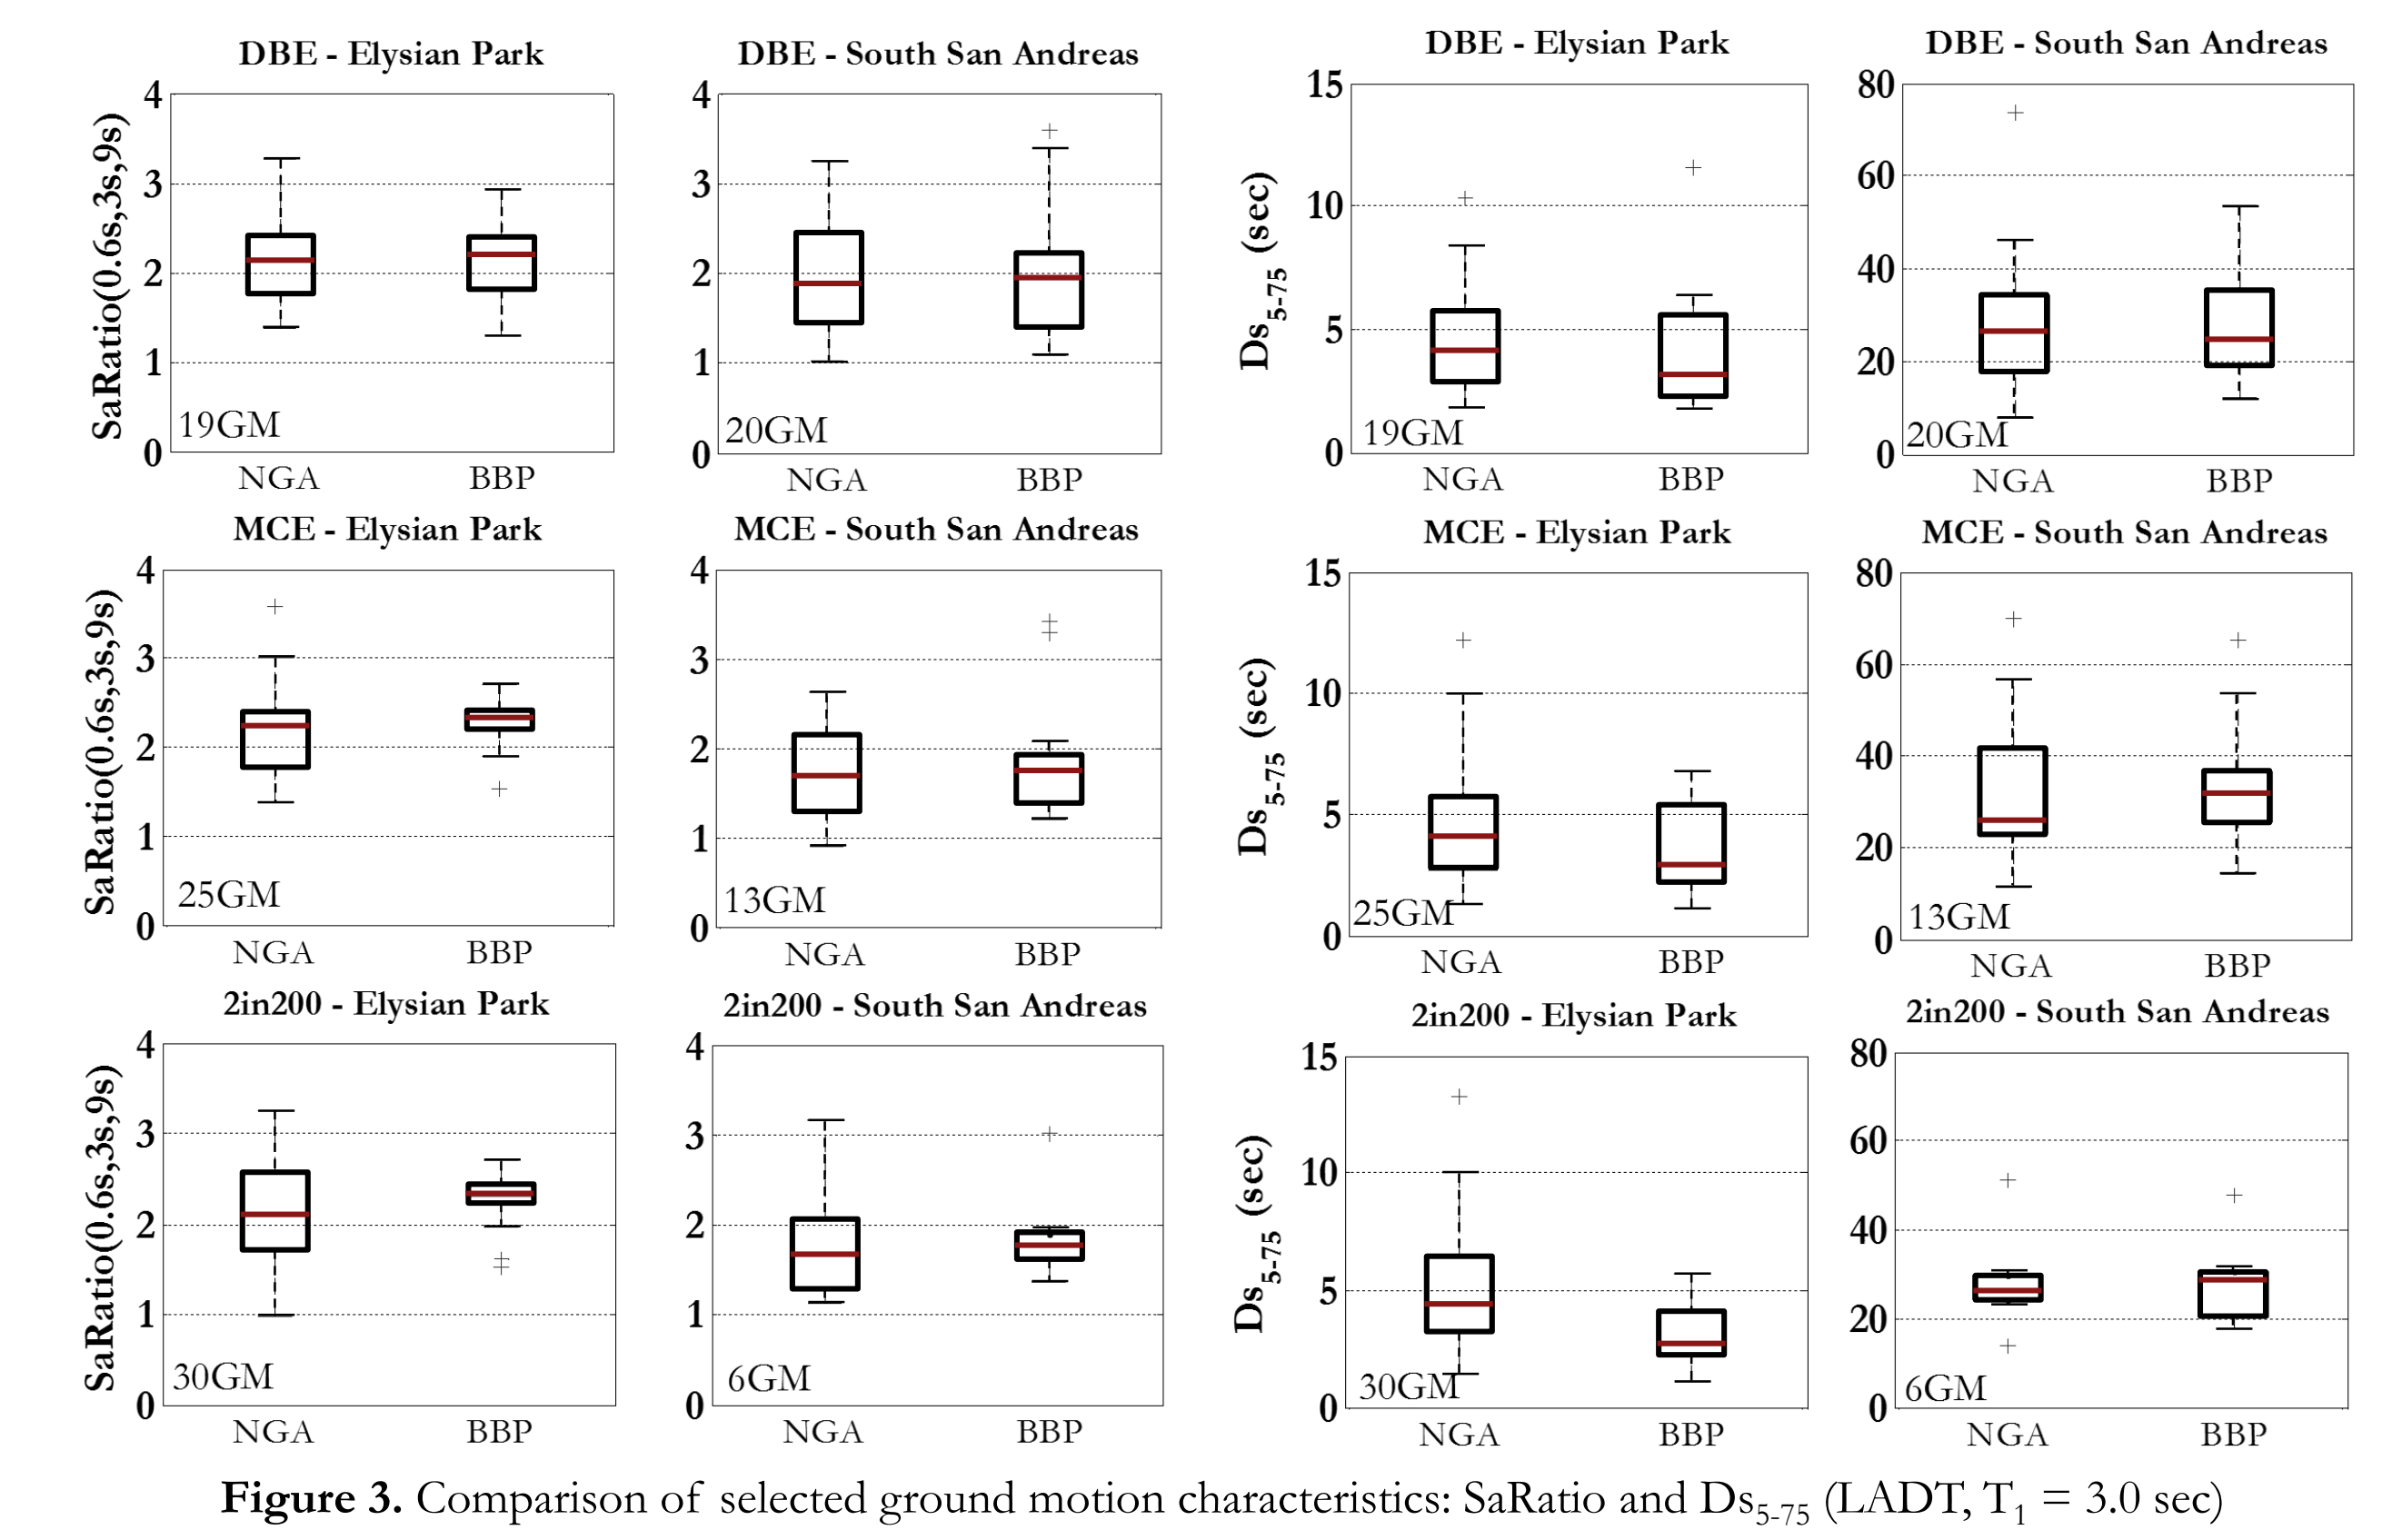 DBE - Elysian Park
SaRatio(0.6s,3s,9s)
4
3
2
1
0
19GM
NGA
BBP
DBE - South San Andreas
4
3
2
1
0
20GM
NGA
BBP
DBE - Elysian Park
Ds5-75 (sec)
15
10
5
0
19GM
NGA
BBP
DBE - South San Andreas
80
60
40
20
0
20GM
NGA
BBP
MCE - Elysian Park
SaRatio(0.6s,3s,9s)
4
3
2
1
0
25GM
NGA
BBP
MCE - South San Andreas
4
3
2
1
0
13GM
NGA
BBP
MCE - Elysian Park
Ds5-75 (sec)
15
10
5
0
25GM
NGA
BBP
MCE - South San Andreas
80
60
40
20
0
13GM
NGA
BBP
2in200 - Elysian Park
SaRatio(0.6s,3s,9s)
4
3
2
1
0
30GM
NGA
BBP
2in200 - South San Andreas
4
3
2
1
0
6GM
NGA
BBP
2in200 - Elysian Park
Ds5-75 (sec)
15
10
5
0
30GM
NGA
BBP
2in200 - South San Andreas
80
60
40
20
0
6GM
NGA
BBP
Figure 3. Comparison of selected ground motion characteristics: SaRatio and Ds5-75 (LADT, T1 = 3.0 sec)